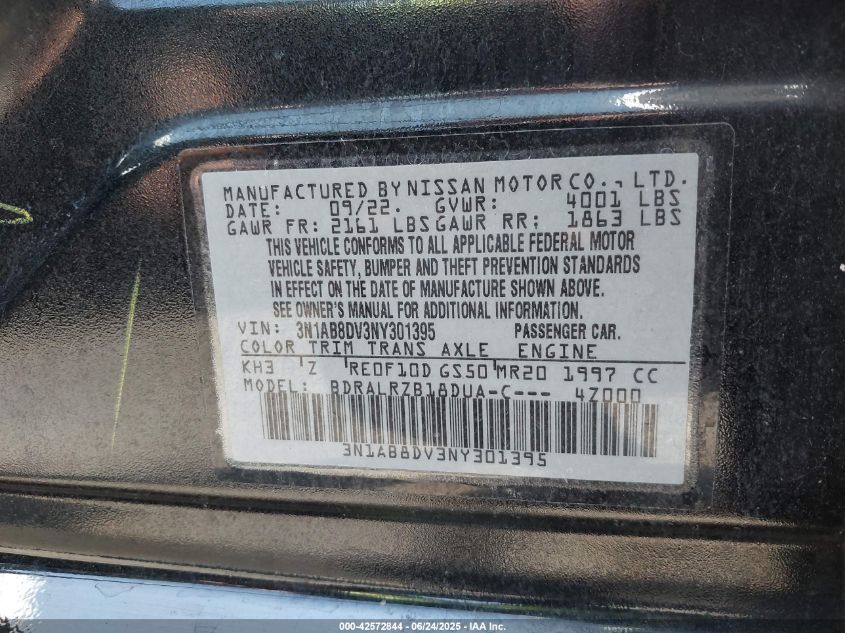 MANUFACTURED BY NISSAN MOTOR CO., LTD.
DATE: 09/22. GVWR: 4001 LBS
GAWR FR: 2161 LBS GAWR RR: 1863 LBS
THIS VEHICLE CONFORMS TO ALL APPLICABLE FEDERAL MOTOR
VEHICLE SAFETY, BUMPER AND THEFT PREVENTION STANDARDS
IN EFFECT ON THE DATE OF MANUFACTURE SHOWN ABOVE.
SEE OWNER'S MANUAL FOR ADDITIONAL INFORMATION.
VIN: 3N1AB8DV3NY301395 PASSENGER CAR.
COLOR TRIM TRANS AXLE ENGINE
KH3 Z RE0F10D GS50 MR20 1997 CC
MODEL: BDRALRZB18DUA-C--- 4Z000
3N1AB8DV3NY301395
000-42572844 - 06/24/2025 - IAA Inc.